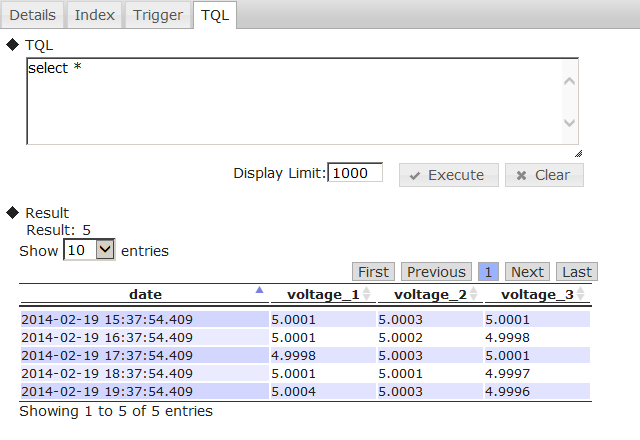 Details Index Trigger TQL
TQL
select *
Display Limit: 1000 Execute Clear
Result
Result: 5
Show 10 entries
First Previous 1 Next Last
date voltage_1 voltage_2 voltage_3
2014-02-19 15:37:54.409 5.0001 5.0003 5.0001
2014-02-19 16:37:54.409 5.0001 5.0002 4.9998
2014-02-19 17:37:54.409 4.9998 5.0003 5.0001
2014-02-19 18:37:54.409 5.0001 5.0001 4.9997
2014-02-19 19:37:54.409 5.0004 5.0003 4.9996
Showing 1 to 5 of 5 entries